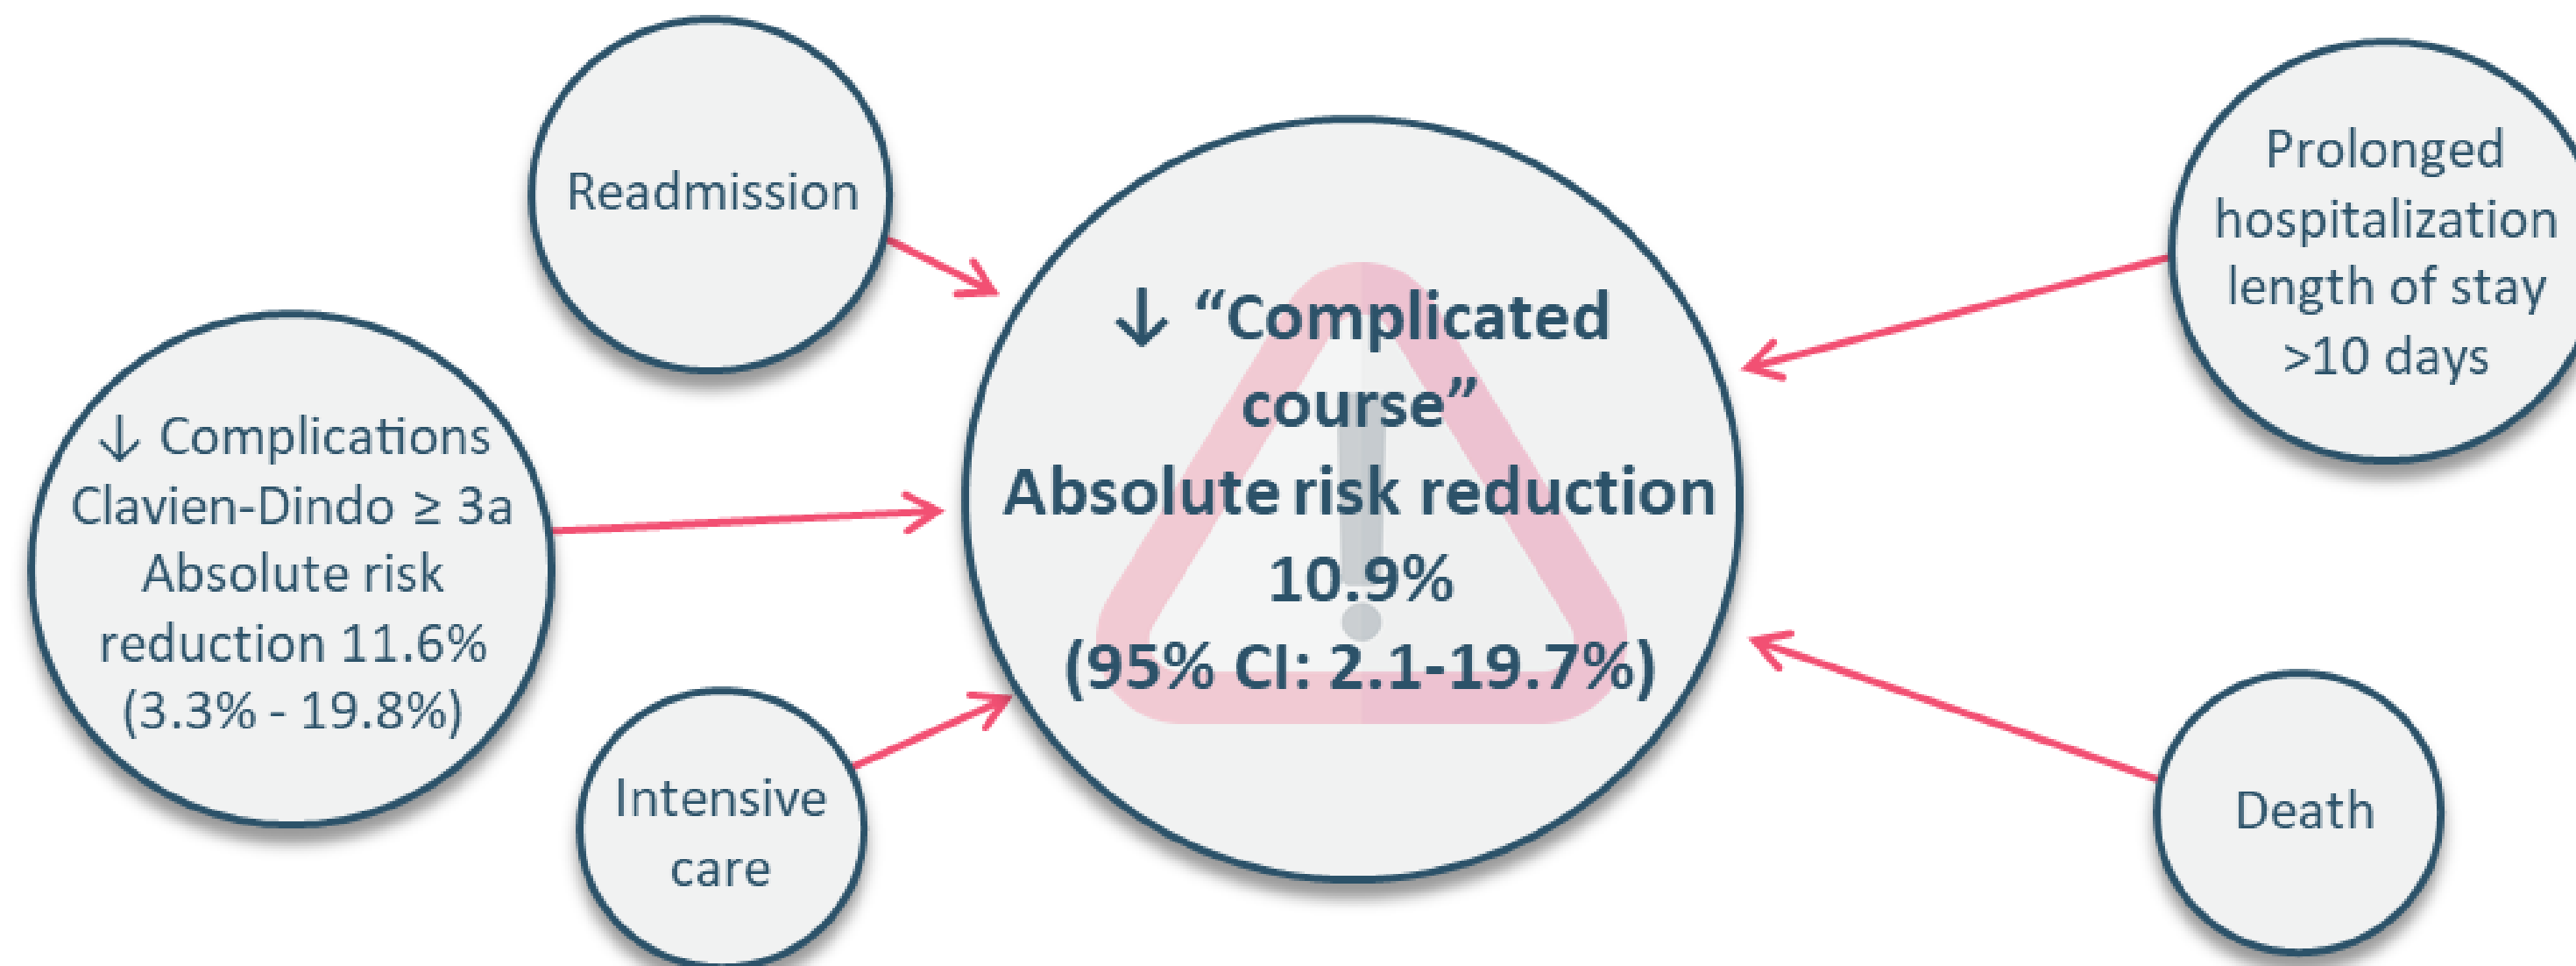 Readmission
↓ Complications
Clavien-Dindo ≥ 3a
Absolute risk
reduction 11.6%
(3.3% - 19.8%)
Intensive
care
↓ “Complicated
course”
Absolute risk reduction
10.9%
(95% CI: 2.1-19.7%)
Prolonged
hospitalization
length of stay
>10 days
Death